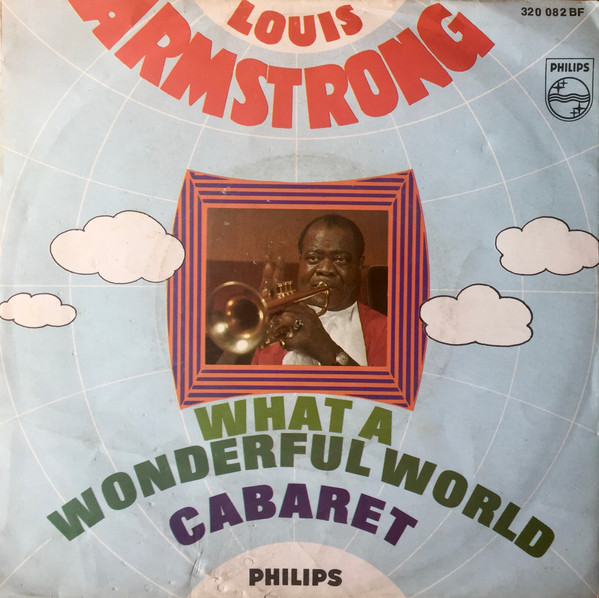 LOUIS
ARMSTRONG
320 082 BF
PHILIPS
WHAT A
WONDERFUL WORLD
CABARET
PHILIPS